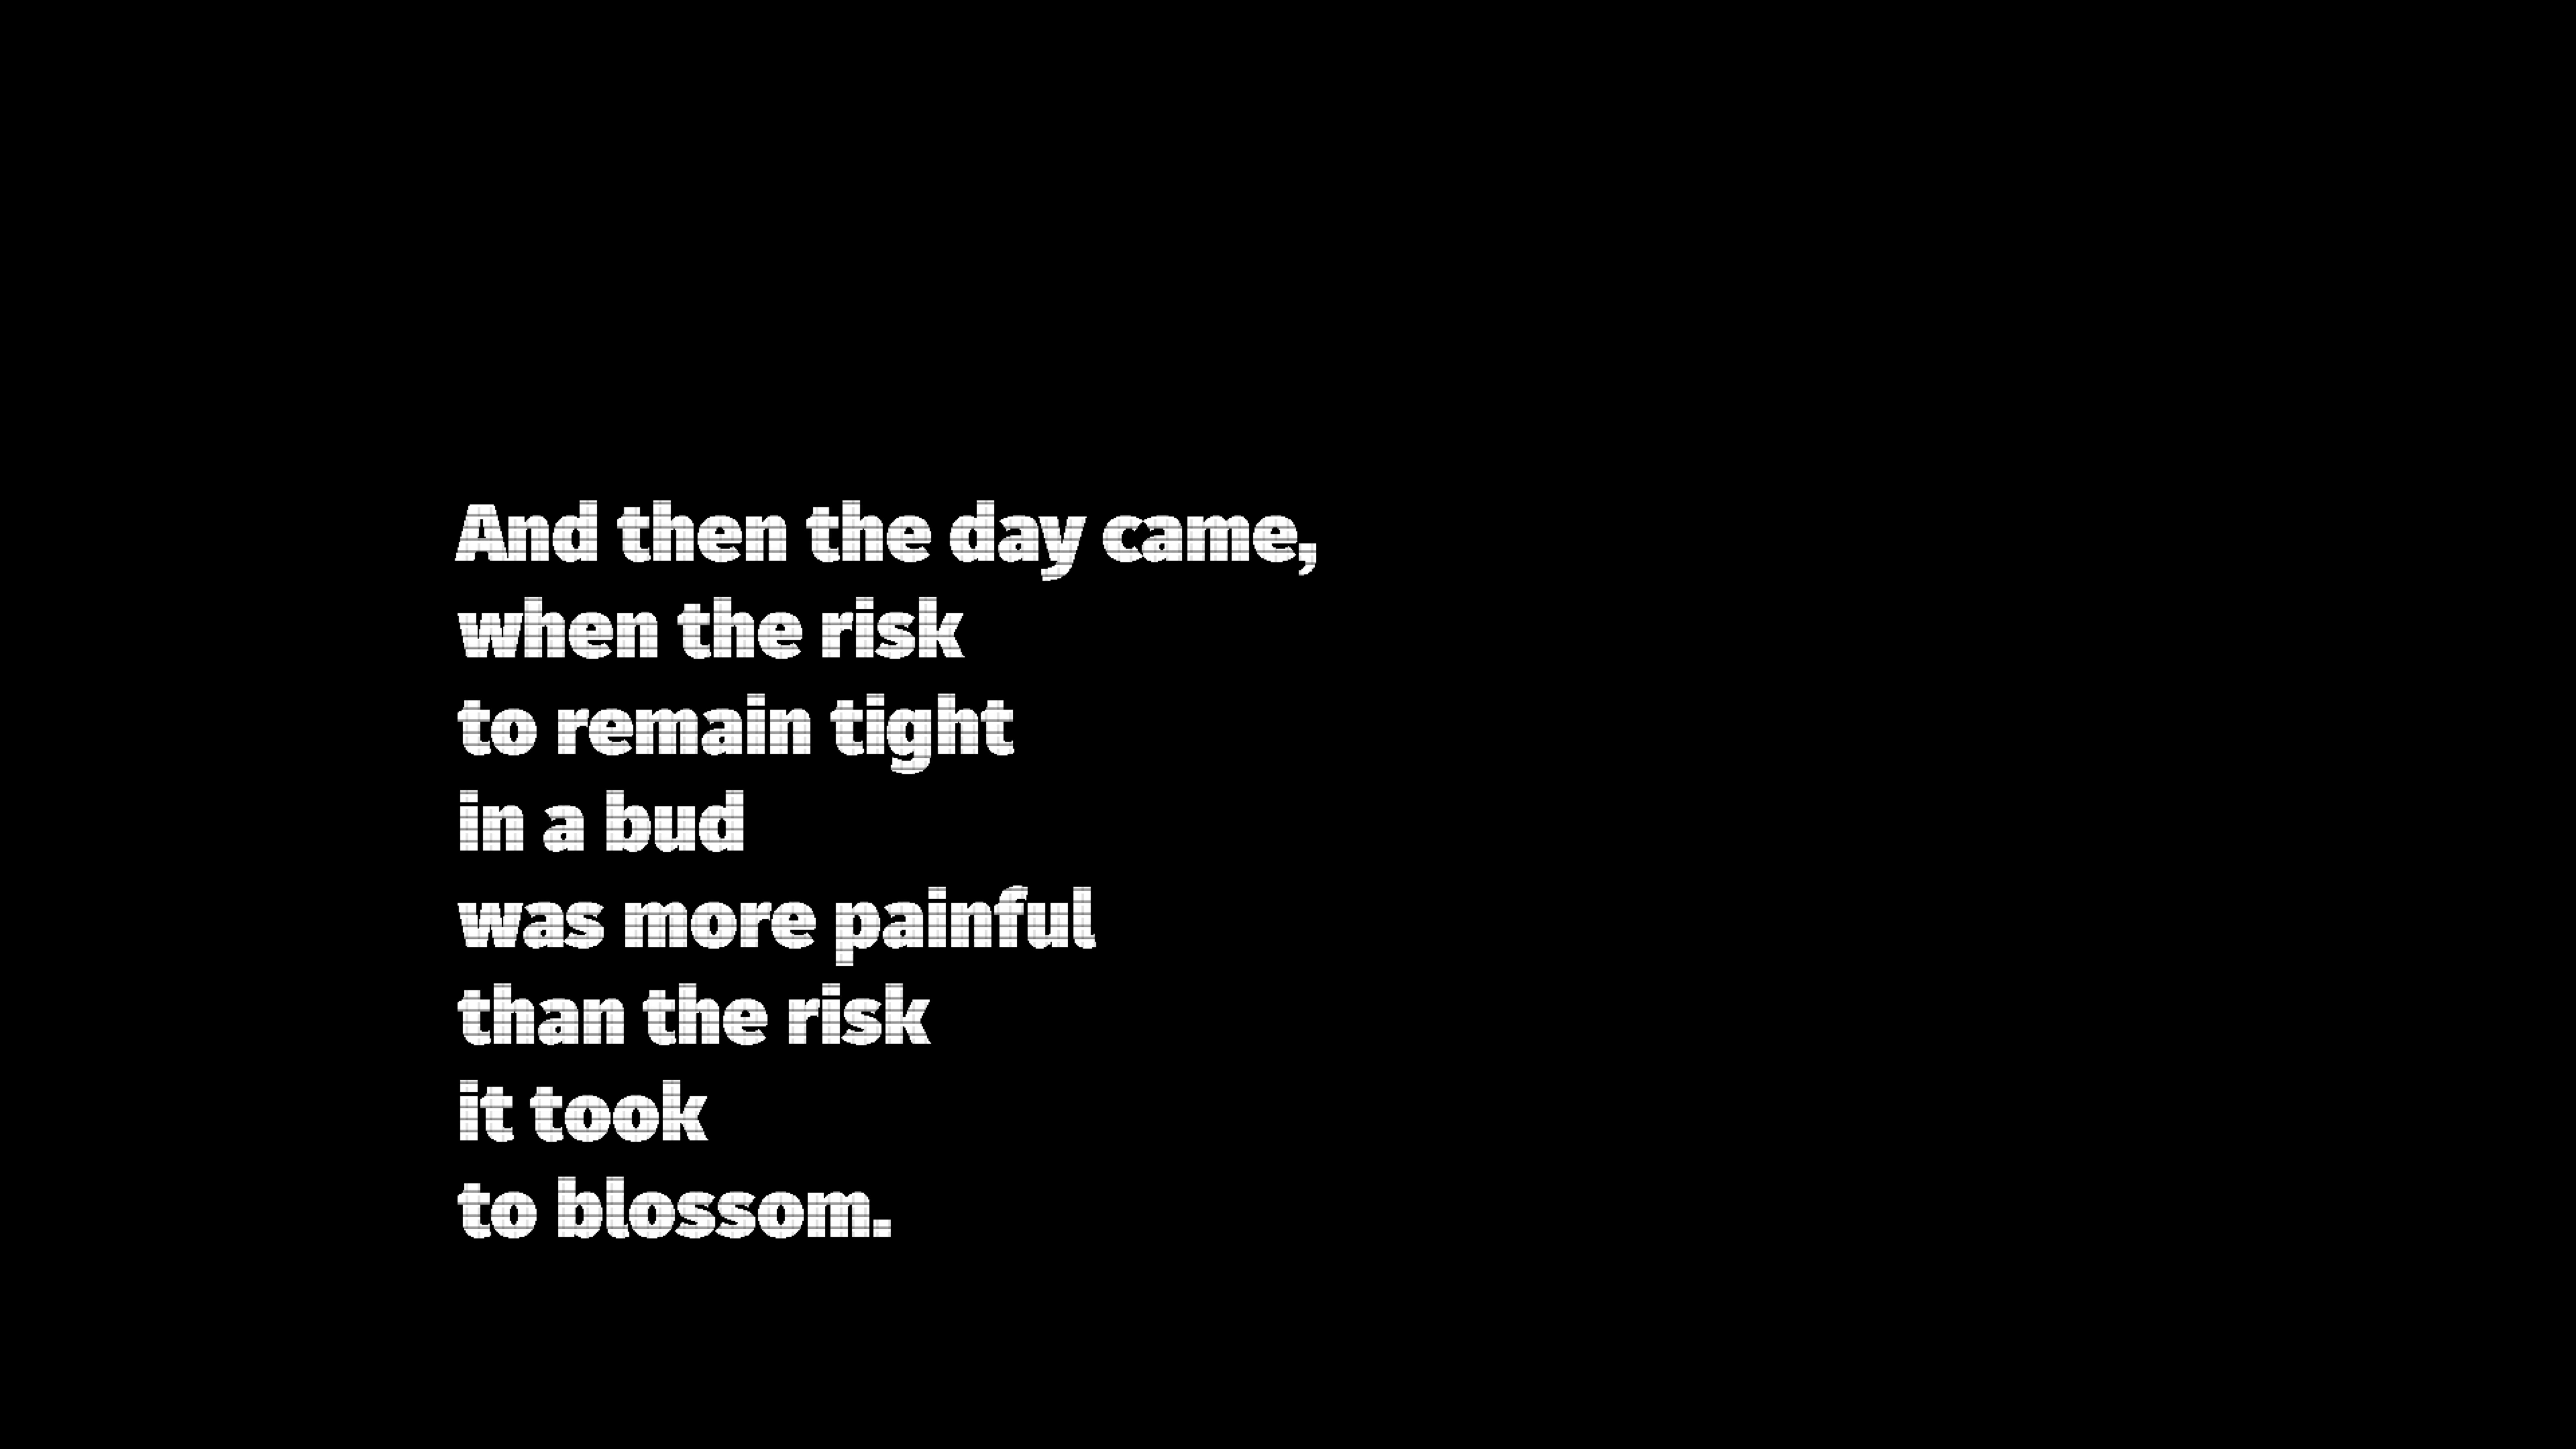 And then the day came,
when the risk
to remain tight
in a bud
was more painful
than the risk
it took
to blossom.